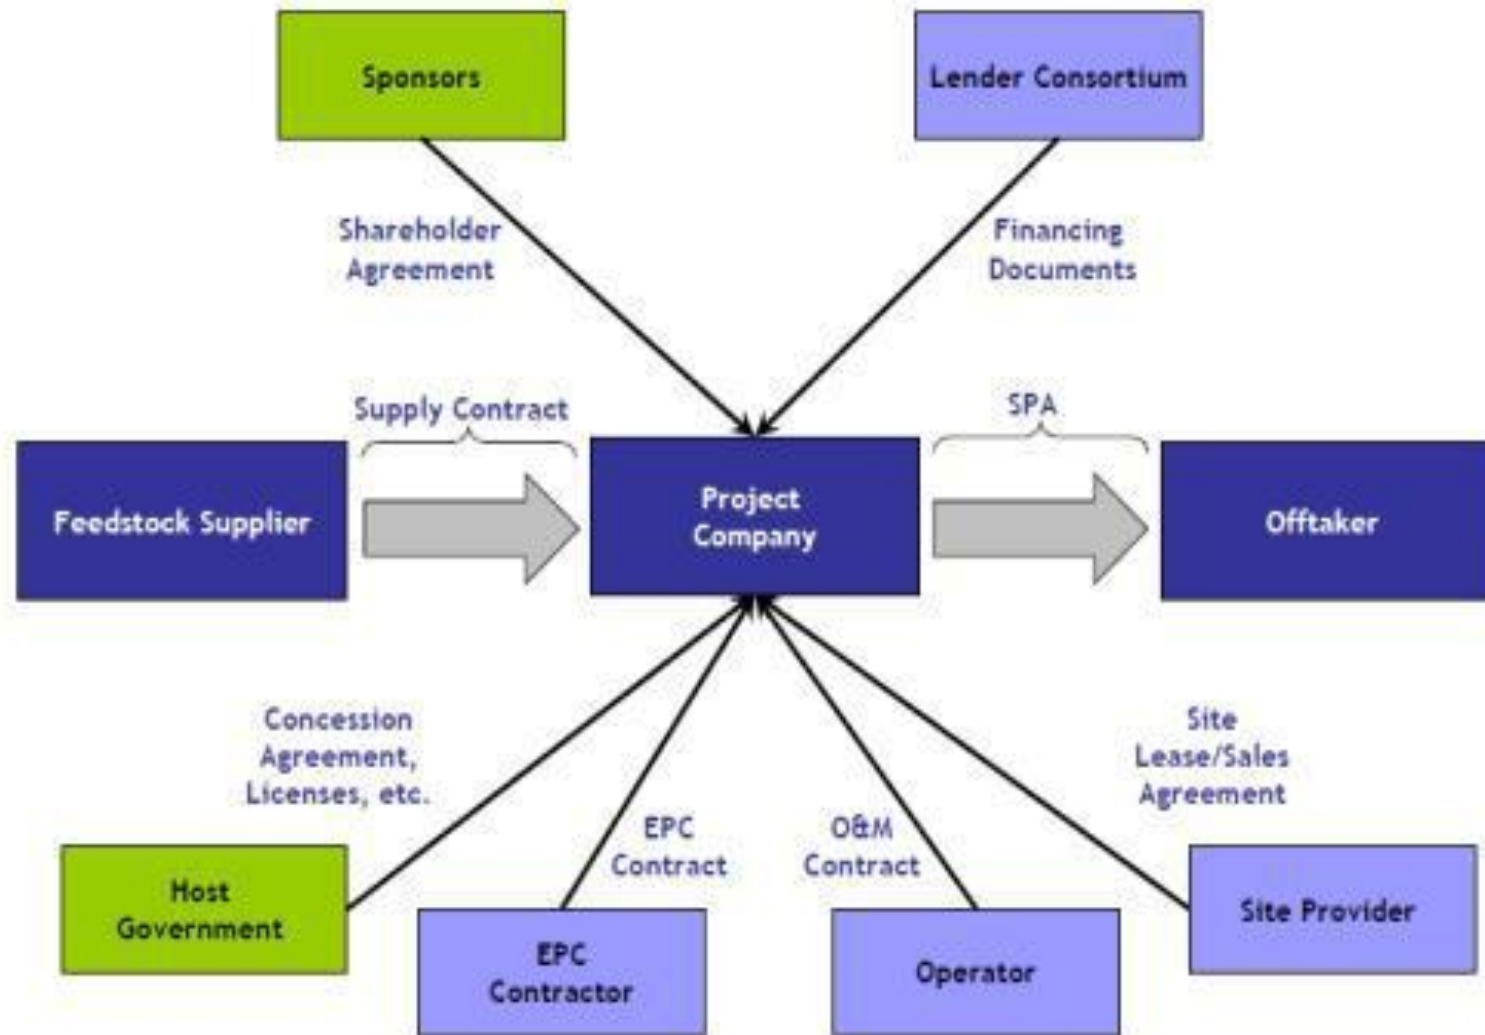 Sponsors
Lender Consortium
Shareholder
Agreement
Financing
Documents
Supply Contract
SPA
Feedstock Supplier
Project
Company
Offtaker
Concession
Agreement,
Licenses, etc.
Site
Lease/Sales
Agreement
EPC
Contract
O&M
Contract
Host
Government
EPC
Contractor
Operator
Site Provider